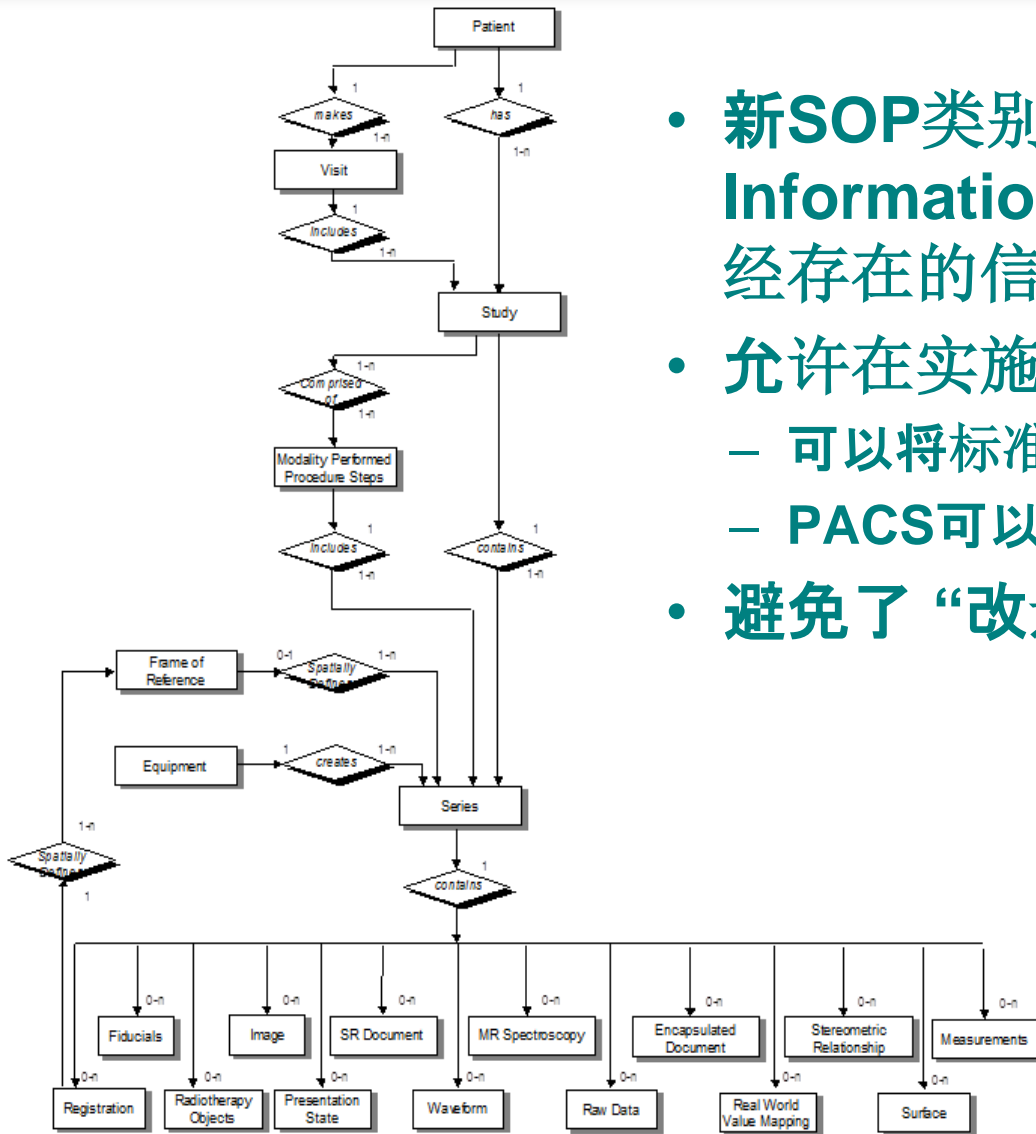 Patient
1
1
makes
has
1-n
1-n
Visit
1
Includes
1-n
Study
1-n
Comprised
of
1-n
Modality Performed
Procedure Steps
1
1
Includes
contains
1-n
1-n
Frame of
Reference
0-1
Spatially
1-n
Equipment
1
creates
1-n
Series
1-n
Spatially
1
1
contains
0-n
0-n
0-n
0-n
0-n
0-n
0-n
Fiducials
Image
SR Document
MR Spectroscopy
Encapsulated
Document
Stereometric
Relationship
Measurements
0-n
0-n
0-n
0-n
0-n
0-n
0-n
Registration
Radiotherapy
Objects
Presentation
State
Waveform
Raw Data
Real World
Value Mapping
Surface
• 新SOP类别
Informatio
经存在的信
• 允许在实施
– 可以将标准
– PACS可以
• 避免了 “改